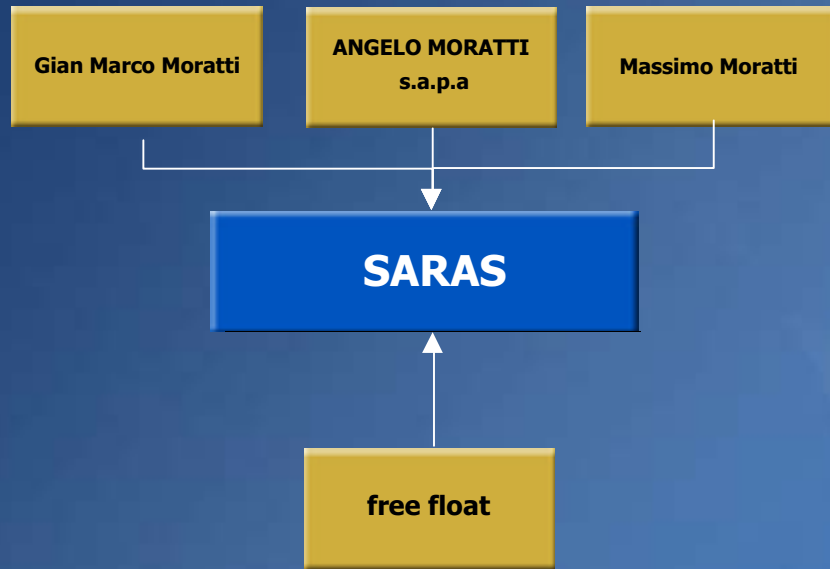 Gian Marco Moratti
ANGELO MORATTI
s.a.p.a
Massimo Moratti
SARAS
free float